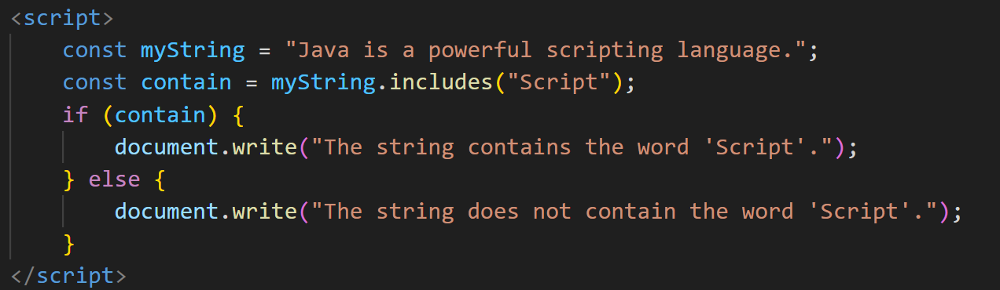 <script>
    const myString = "Java is a powerful scripting language.";
    const contain = myString.includes("Script");
    if (contain) {
        document.write("The string contains the word 'Script'.");
    } else {
        document.write("The string does not contain the word 'Script'.");
    }
</script>